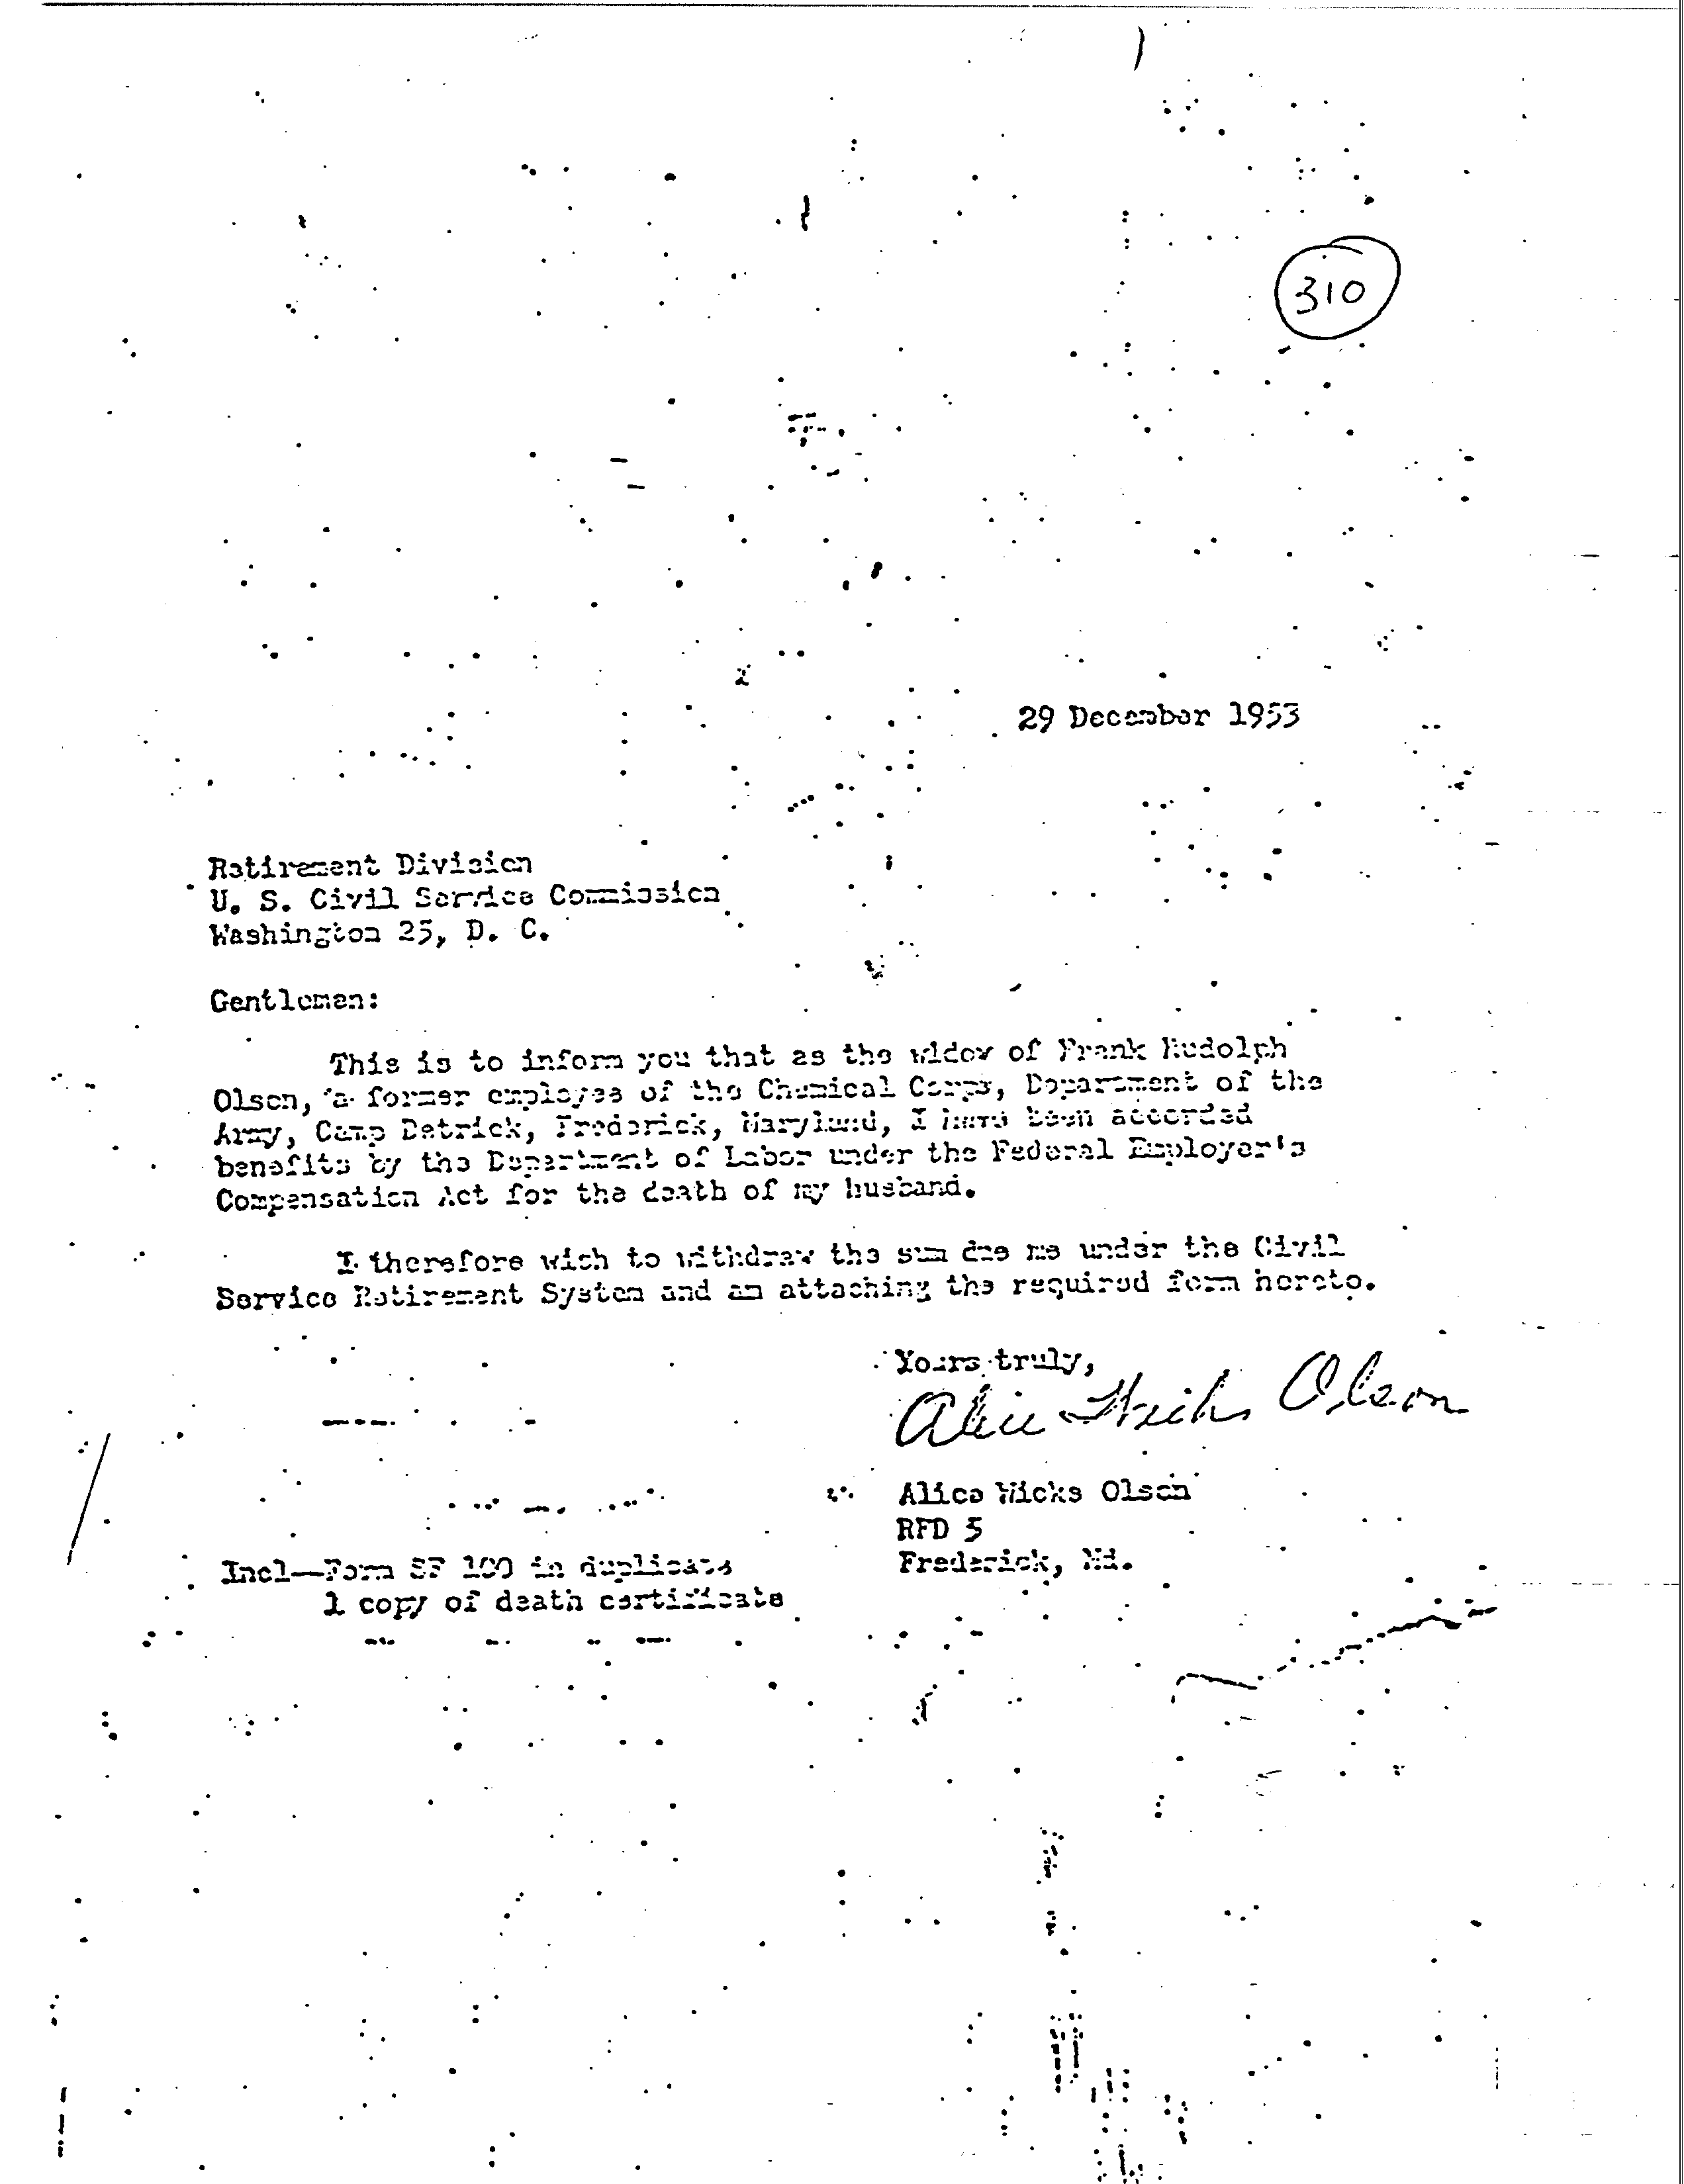 310
29 December 1953
Retirement Division
U. S. Civil Service Commission
Washington 25, D. C.
Gentlemen:
This is to inform you that as the widow of Frank Rudolph
Olson, a former employee of the Chemical Corps, Department of the
Army, Camp Detrick, Frederick, Maryland, I have been accorded
benefits by the Department of Labor under the Federal Employer's
Compensation Act for the death of my husband.
I therefore wish to withdraw the sum due me under the Civil
Service Retirement System and am attaching the required form hereto.
Yours truly,
Alice Wicks Olson
Alice Wicks Olson
RFD 5
Frederick, Md.
Incl—Form SF 100 in duplicate
1 copy of death certificate